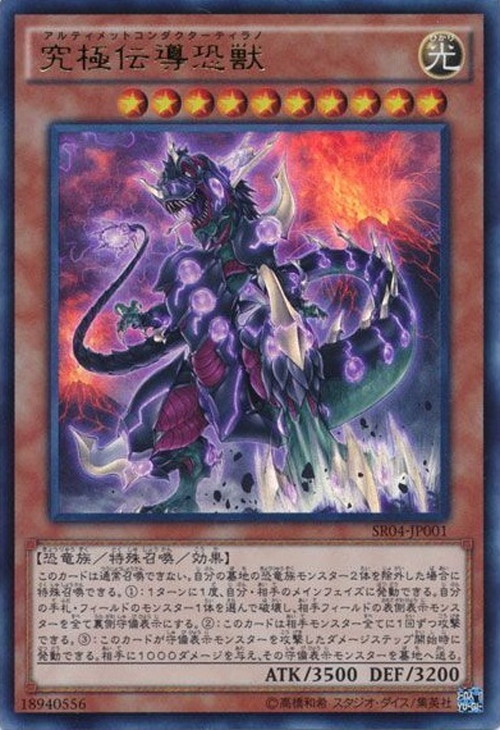 アルティメットコンダクターティラノ
究極伝導恐獣
ひかり
光
SR04-JP001
【恐竜族／特殊召喚／効果】
このカードは通常召喚できない。自分の墓地の恐竜族モンスター２体を除外した場合に
特殊召喚できる。①：１ターンに１度、自分・相手のメインフェイズに発動できる。自分
の手札・フィールドのモンスター１体を選んで破壊し、相手フィールドの表側表示モンス
ターを全て裏側守備表示にする。②：このカードは相手モンスター全てに１回ずつ攻撃
できる。③：このカードが守備表示モンスターを攻撃したダメージステップ開始時に
発動できる。相手に１０００ダメージを与え、その守備表示モンスターを墓地へ送る。
ATK/3500 DEF/3200
18940556 ©高橋和希 スタジオ・ダイス/集英社